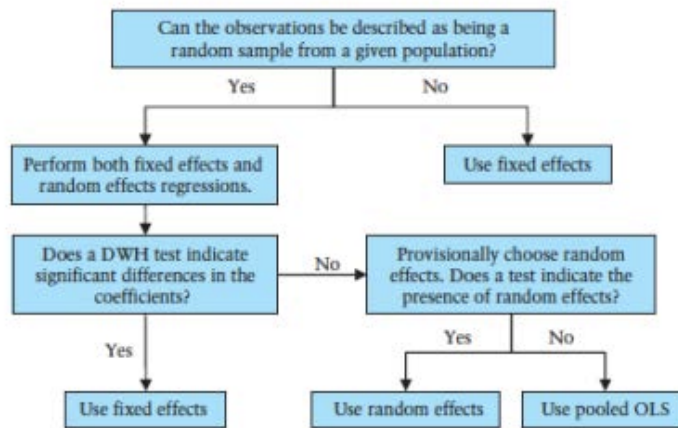 Can the observations be described as being a
random sample from a given population?
Yes
No
Perform both fixed effects and
random effects regressions.
Use fixed effects
Does a DWH test indicate
significant differences in the
coefficients?
No
Provisionally choose random
effects. Does a test indicate the
presence of random effects?
Yes
Yes
No
Use fixed effects
Use random effects
Use pooled OLS